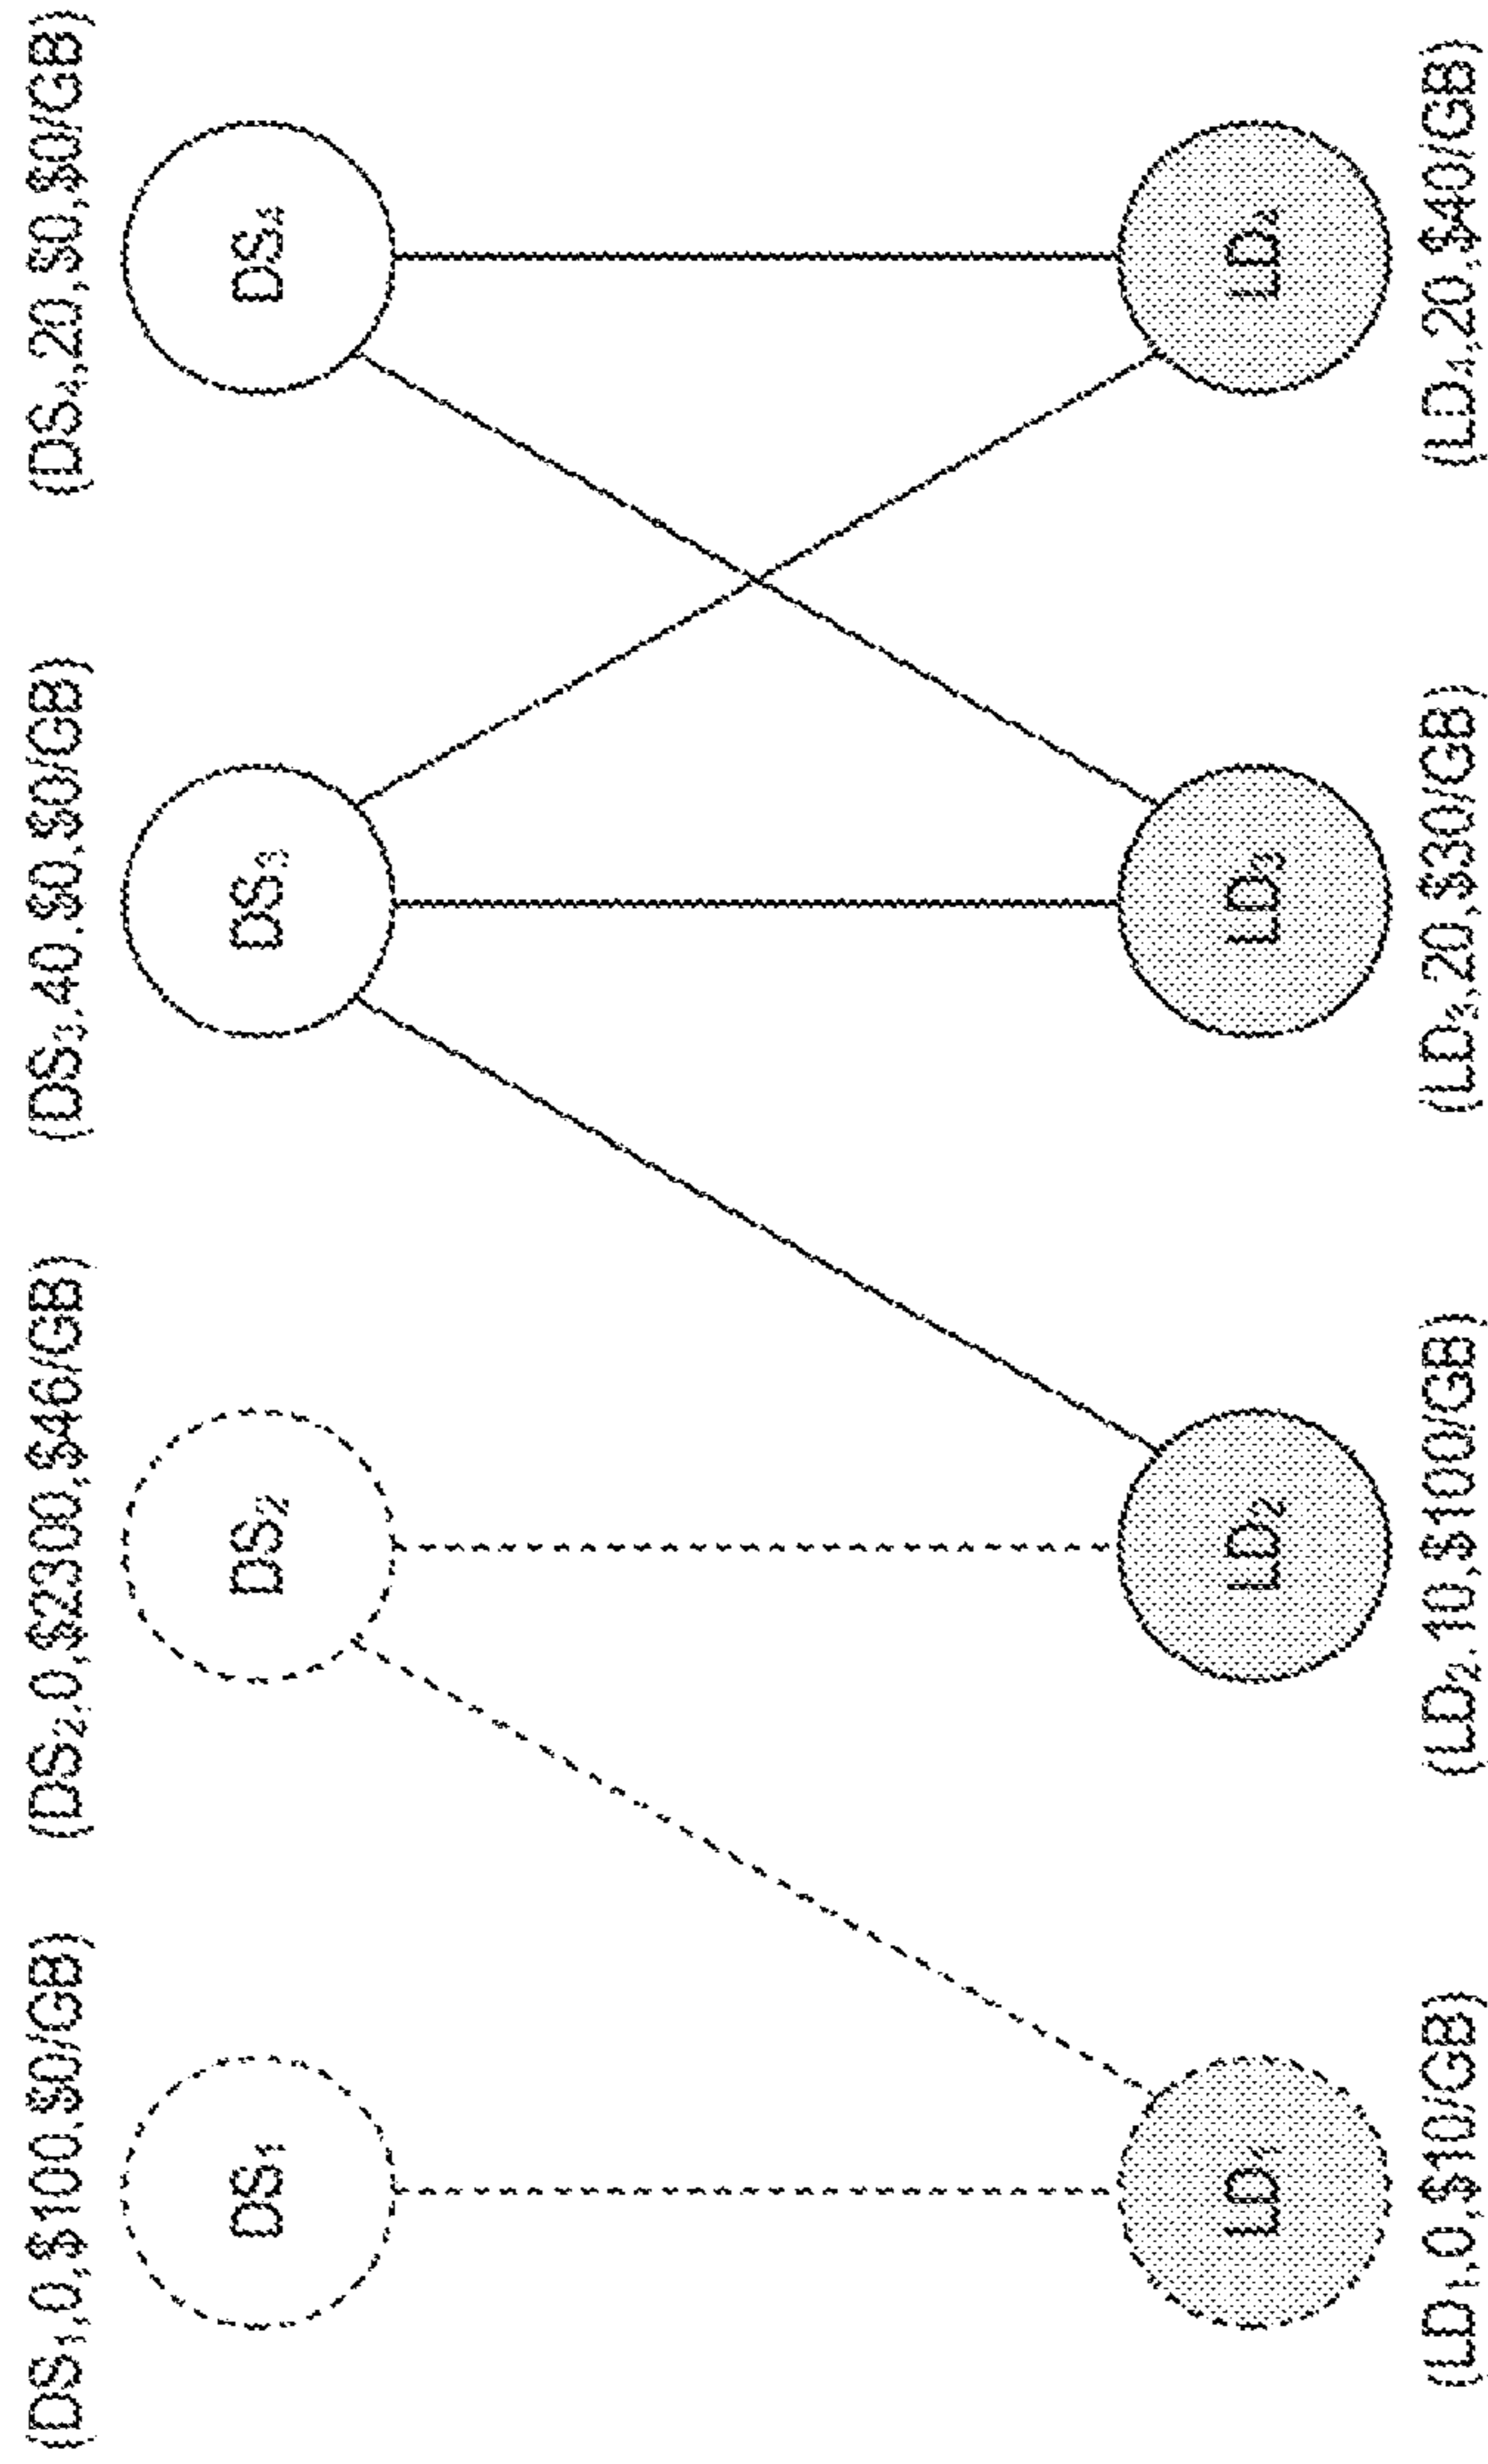 (DS₁,0,$100,$0/GB)
(DS₂,0,$2300,$46/GB)
(DS₃,40,$0,$0/GB)
(DS₄,20,$0,$0/GB)
DS₁
DS₂
DS₃
DS₄
LD₁
LD₂
LD₃
LD₄
(LD₁,0,$10/GB)
(LD₂,10,$100/GB)
(LD₃,20,$30/GB)
(LD₄,20,$40/GB)